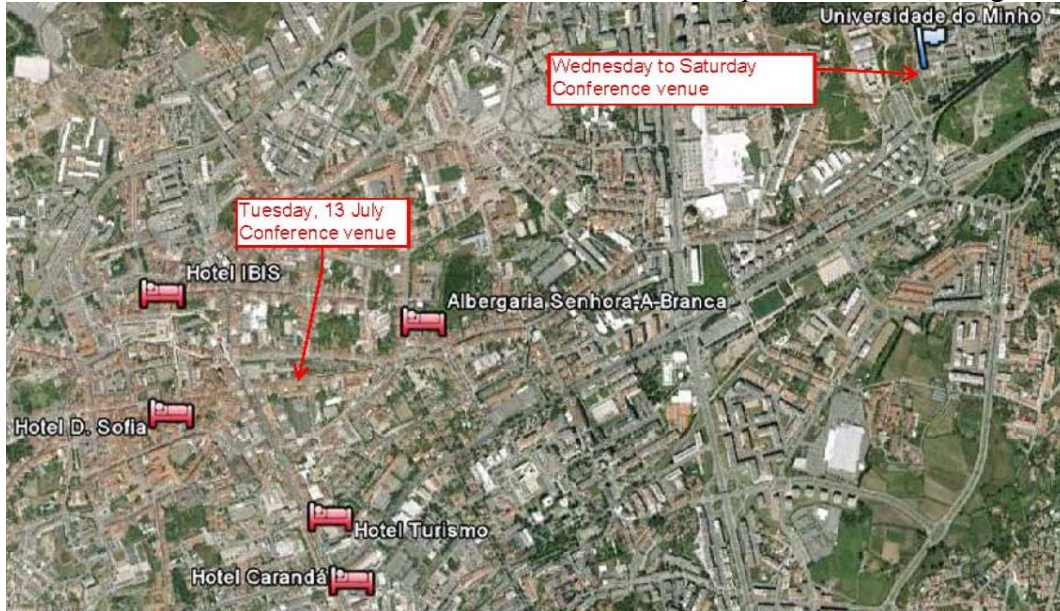 Universidade do Minho
Wednesday to Saturday
Conference venue
Tuesday, 13 July
Conference venue
Hotel IBIS
Albergaria Senhora-A-Branca
Hotel D. Sofia
Hotel Turismo
Hotel Carandá